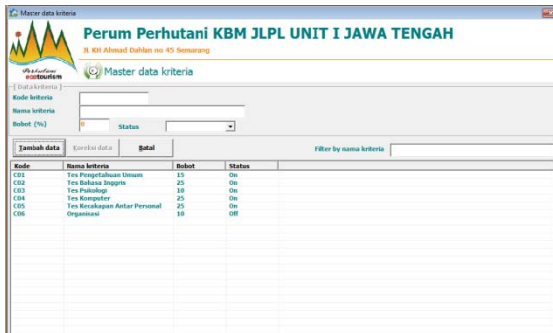 Master data kriteria
Perum Perhutani KBM JLPL UNIT I JAWA TENGAH
Jl. KH Ahmad Dahlan no 45 Semarang
Perhutani
ecotourism
Master data kriteria
[ Data kriteria ]
Kode kriteria
Nama kriteria
Bobot (%) 0 Status
Tambah data Koreksi data Batal Filter by nama kriteria
Kode Nama kriteria Bobot Status
C01 Tes Pengetahuan Umum 15 On
C02 Tes Bahasa Inggris 25 On
C03 Tes Psikologi 10 On
C04 Tes Komputer 25 On
C05 Tes Kecakapan Antar Personal 25 On
C06 Organisasi 10 Off